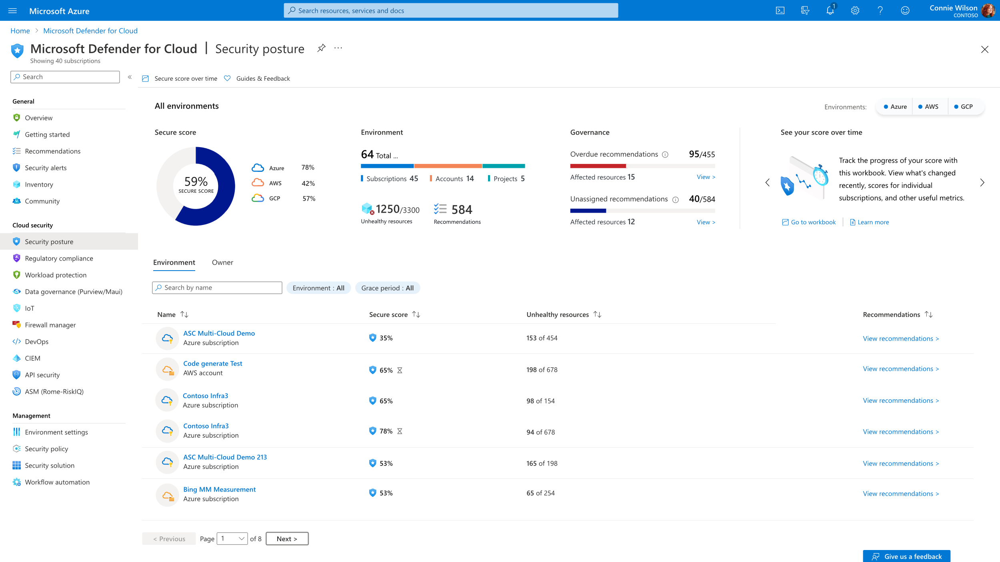 Microsoft Azure
Search resources, services and docs
1
Connie Wilson
CONTOSO
Home > Microsoft Defender for Cloud
Microsoft Defender for Cloud | Security posture
...
Showing 40 subscriptions
Search
«
Secure score over time
Guides & Feedback
General
Overview
Getting started
Recommendations
Security alerts
Inventory
Community
Cloud security
Security posture
Regulatory compliance
Workload protection
Data governance (Purview/Maui)
IoT
Firewall manager
DevOps
CIEM
API security
ASM (Rome-RiskIQ)
Management
Environment settings
Security policy
Security solution
Workflow automation
All environments
Environments:
Azure
AWS
GCP
Secure score
59%
SECURE SCORE
Azure 78%
AWS 42%
GCP 57%
Environment
64 Total ...
Subscriptions 45
Accounts 14
Projects 5
1250/3300
Unhealthy resources
584
Recommendations
Governance
Overdue recommendations 95/455
Affected resources 15 View >
Unassigned recommendations 40/584
Affected resources 12 View >
See your score over time
Track the progress of your score with
this workbook. View what's changed
recently, scores for individual
subscriptions, and other useful metrics.
Go to workbook
Learn more
Environment
Owner
Search by name
Environment : All
Grace period : All
Name Secure score Unhealthy resources Recommendations
ASC Multi-Cloud Demo
Azure subscription
35%
153 of 454
View recommendations >
Code generate Test
AWS account
65%
198 of 678
View recommendations >
Contoso Infra3
Azure subscription
65%
98 of 154
View recommendations >
Contoso Infra3
Azure subscription
78%
94 of 678
View recommendations >
ASC Multi-Cloud Demo 213
Azure subscription
53%
165 of 198
View recommendations >
Bing MM Measurement
Azure subscription
53%
65 of 254
View recommendations >
< Previous Page 1 of 8 Next >
Give us a feedback